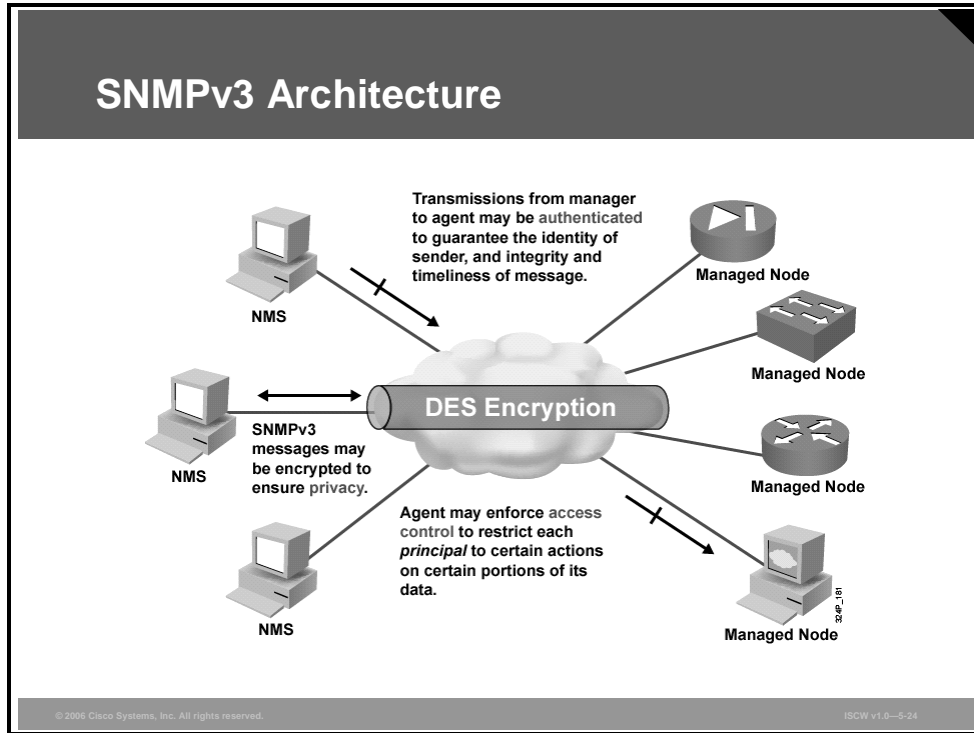 SNMPv3 Architecture
Transmissions from manager
to agent may be authenticated
to guarantee the identity of
sender, and integrity and
timeliness of message.
NMS
Managed Node
Managed Node
DES Encryption
NMS
SNMPv3
messages may
be encrypted to
ensure privacy.
Managed Node
Agent may enforce access
control to restrict each
principal to certain actions
on certain portions of its
data.
NMS
Managed Node
324P_181
© 2006 Cisco Systems, Inc. All rights reserved.
ISCW v1.0—5-24